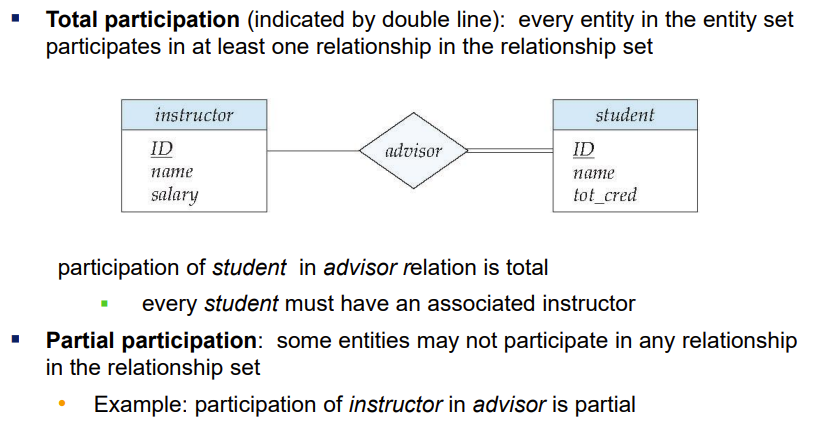 Total participation (indicated by double line): every entity in the entity set
participates in at least one relationship in the relationship set
instructor
ID
name
salary
advisor
student
ID
name
tot_cred
participation of student in advisor relation is total
every student must have an associated instructor
Partial participation: some entities may not participate in any relationship
in the relationship set
Example: participation of instructor in advisor is partial